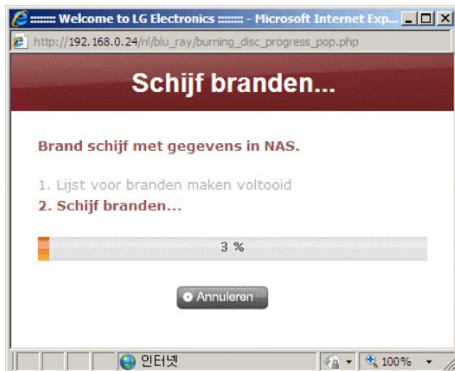 ::::::: Welcome to LG Electronics ::::::: - Microsoft Internet Exp...
http://192.168.0.24/nl/blu_ray/burning_disc_progress_pop.php
Schijf branden...
Brand schijf met gegevens in NAS.
1. Lijst voor branden maken voltooid
2. Schijf branden...
3 %
Annuleren
인터넷 100%